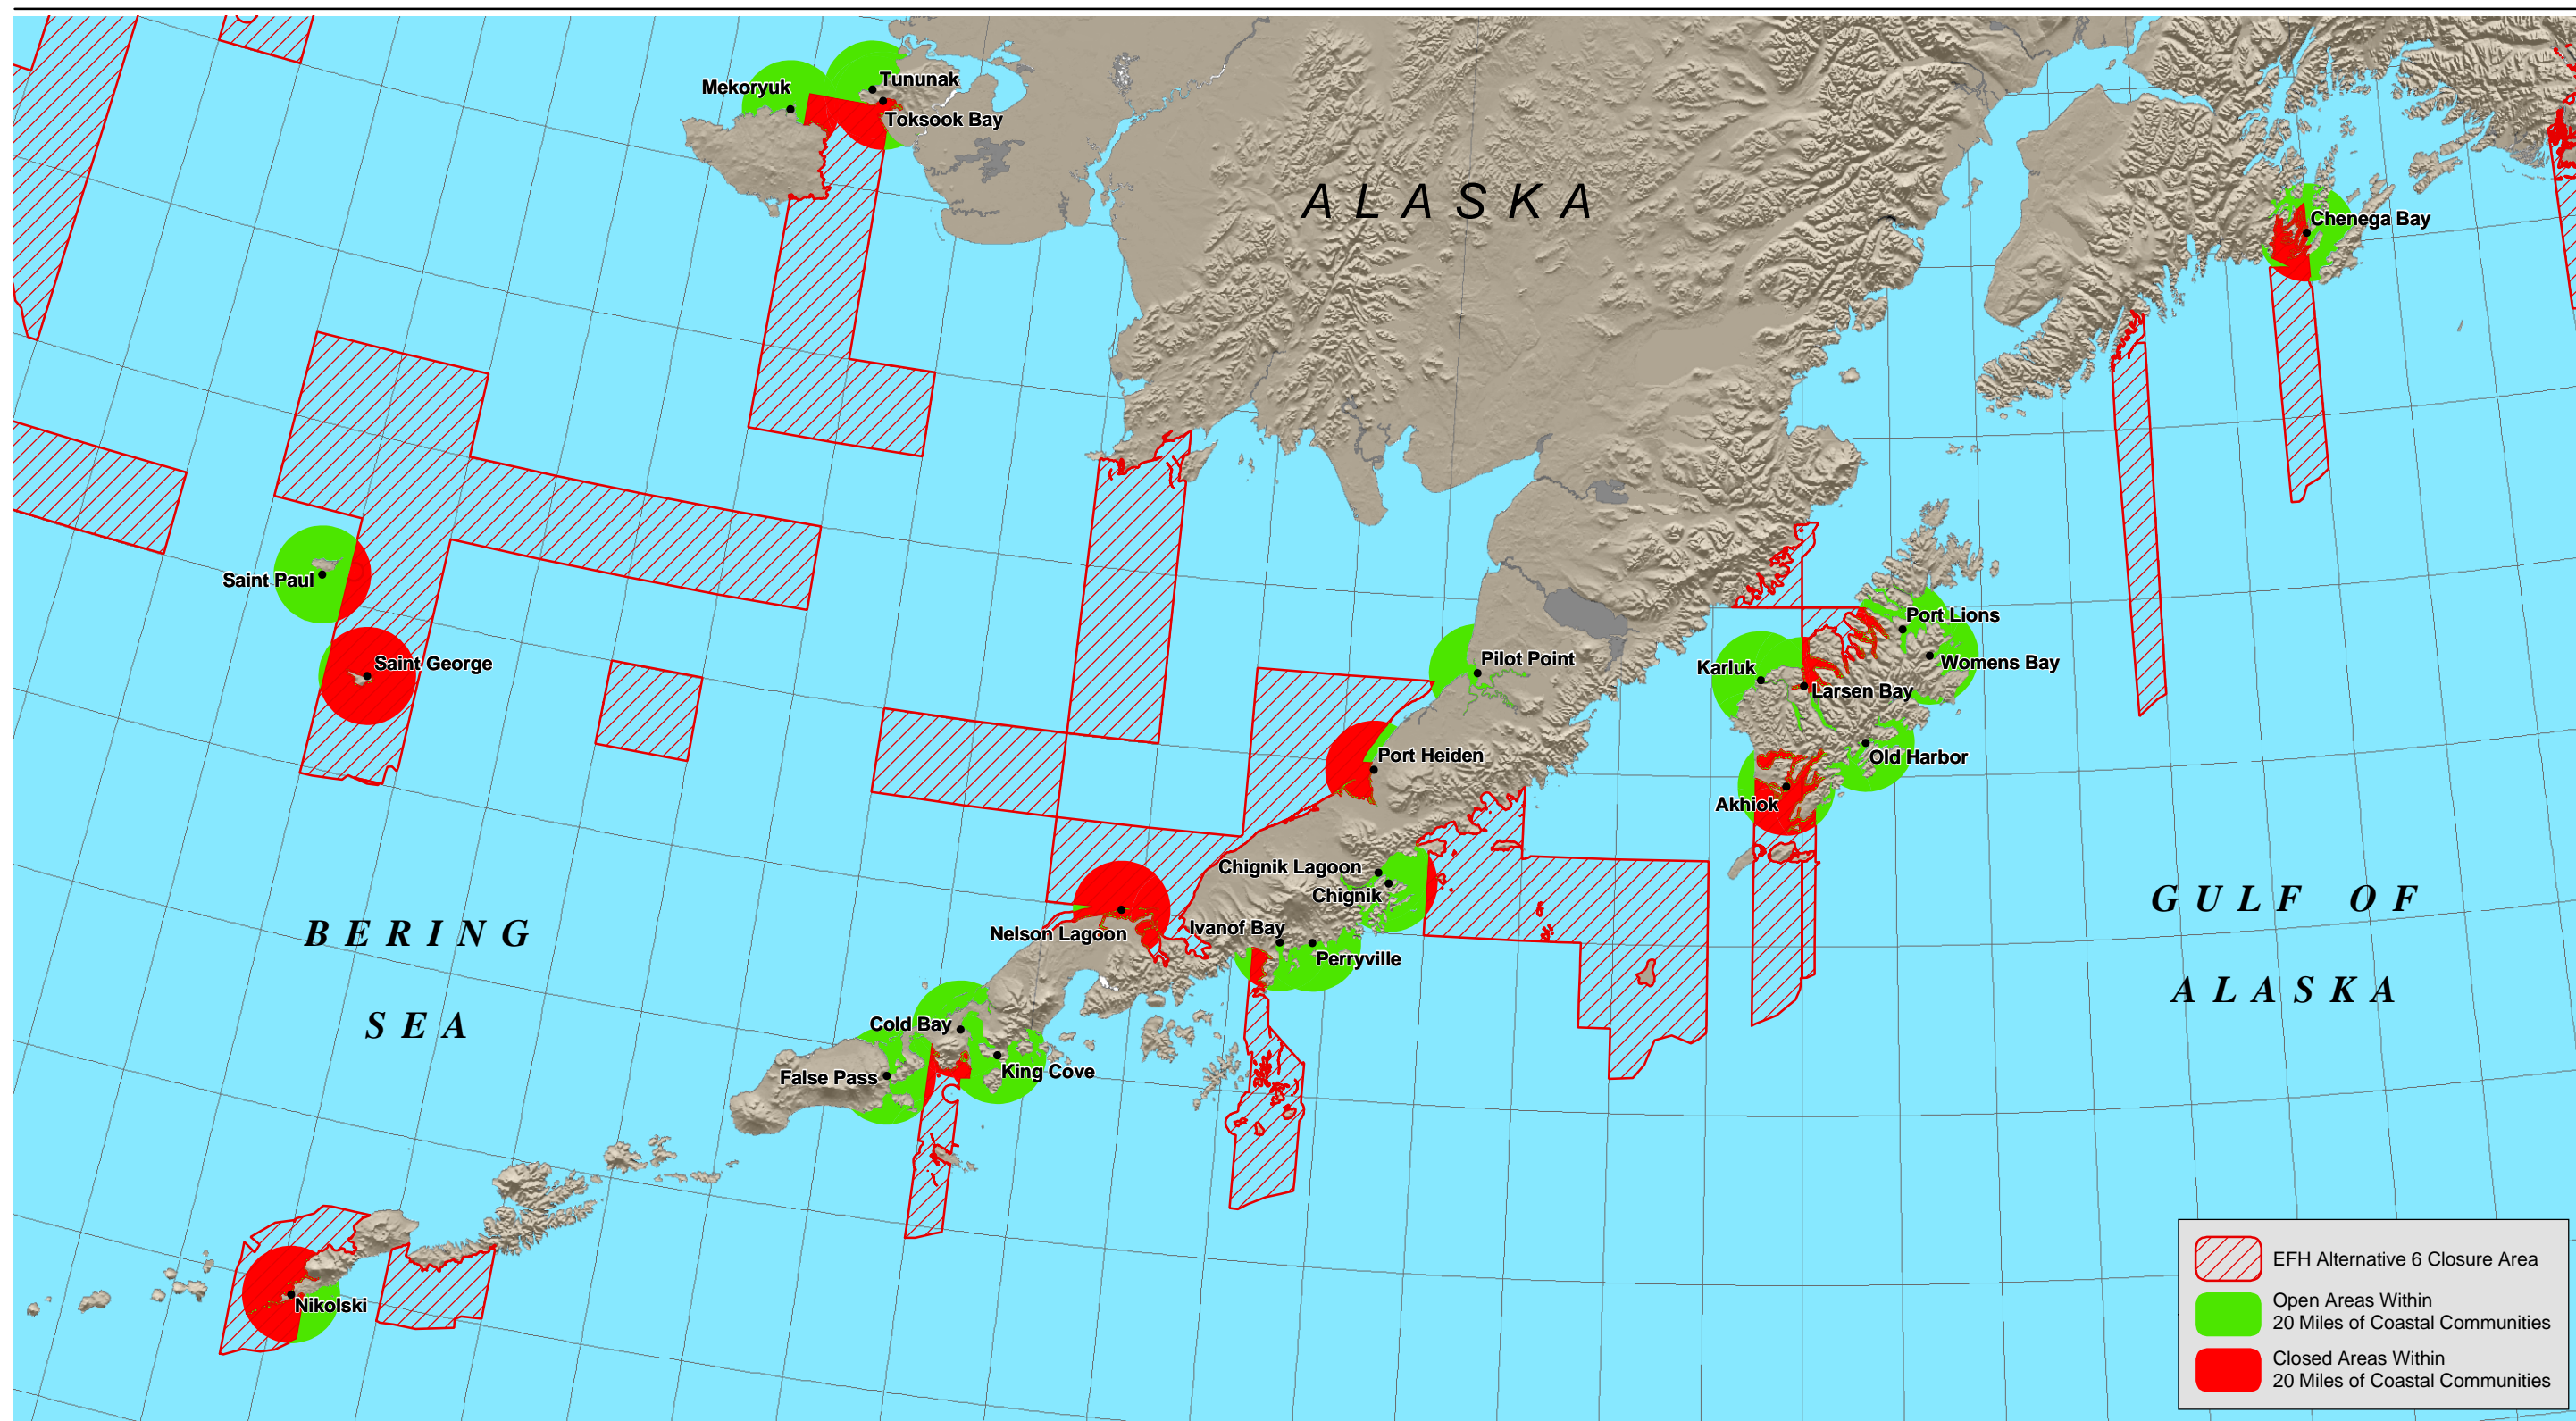 Mekoryuk
Tununak
Toksook Bay
A L A S K A
Chenega Bay
Saint Paul
Saint George
Pilot Point
Port Lions
Karluk
Womens Bay
Larsen Bay
Port Heiden
Old Harbor
Akhiok
Chignik Lagoon
Chignik
Nelson Lagoon
Ivanof Bay
Perryville
B E R I N G
S E A
G U L F O F
A L A S K A
Cold Bay
King Cove
False Pass
Nikolski
EFH Alternative 6 Closure Area
Open Areas Within
20 Miles of Coastal Communities
Closed Areas Within
20 Miles of Coastal Communities